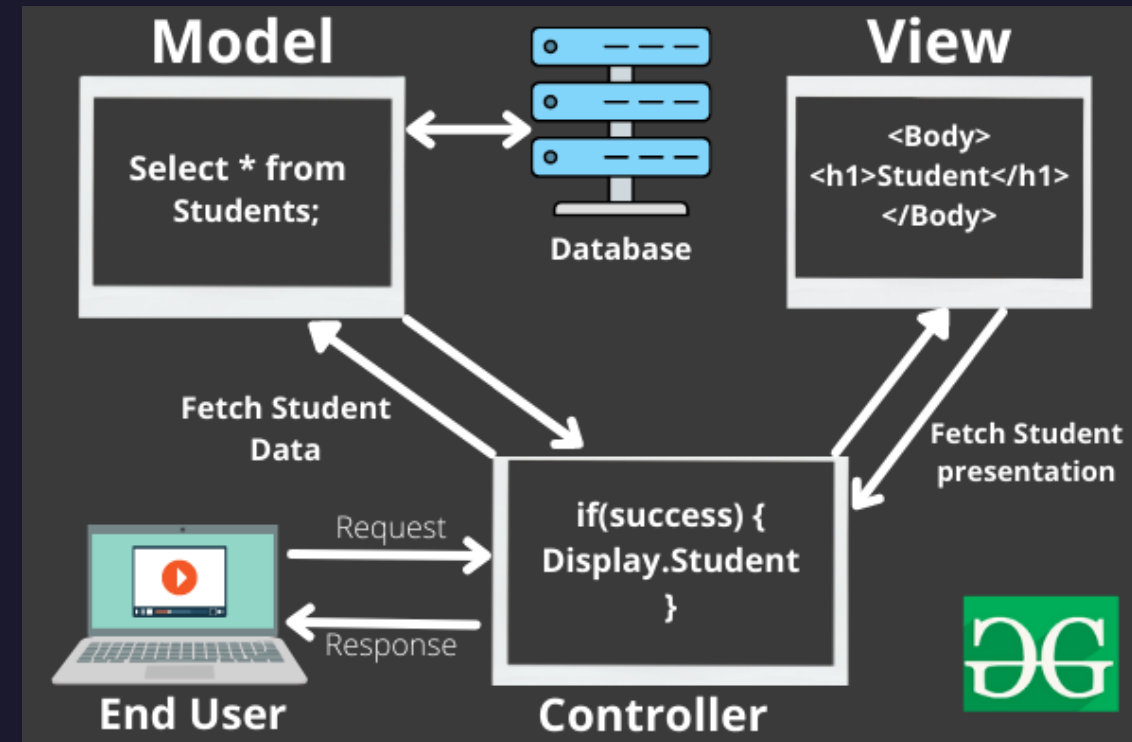 Model
View
Select * from
Students;
Database
<Body>
<h1>Student</h1>
</Body>
Fetch Student
Data
Fetch Student
presentation
Request
Response
if(success) {
Display.Student
}
End User
Controller